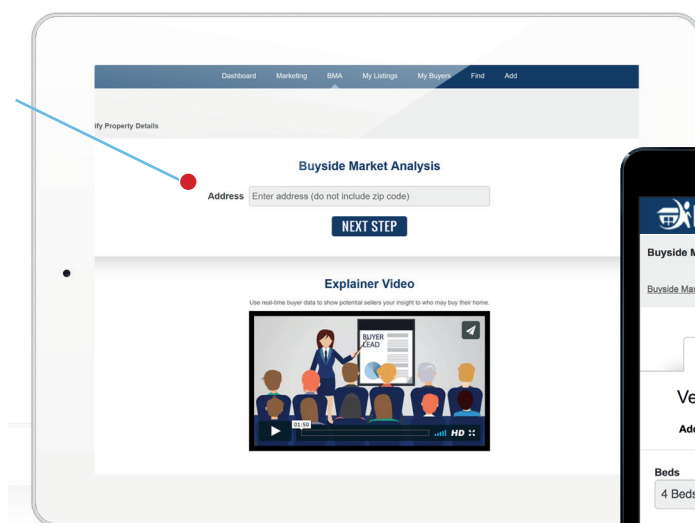 Dashboard Marketing BMA My Listings My Buyers Find Add
ify Property Details
Buyside Market Analysis
Address Enter address (do not include zip code)
NEXT STEP
Explainer Video
Use real-time buyer data to show potential sellers your insight to who may buy their home.
BUYER
LEAD
01:50
HD
Buyside M
Buyside Mar
Ve
Add
Beds
4 Beds